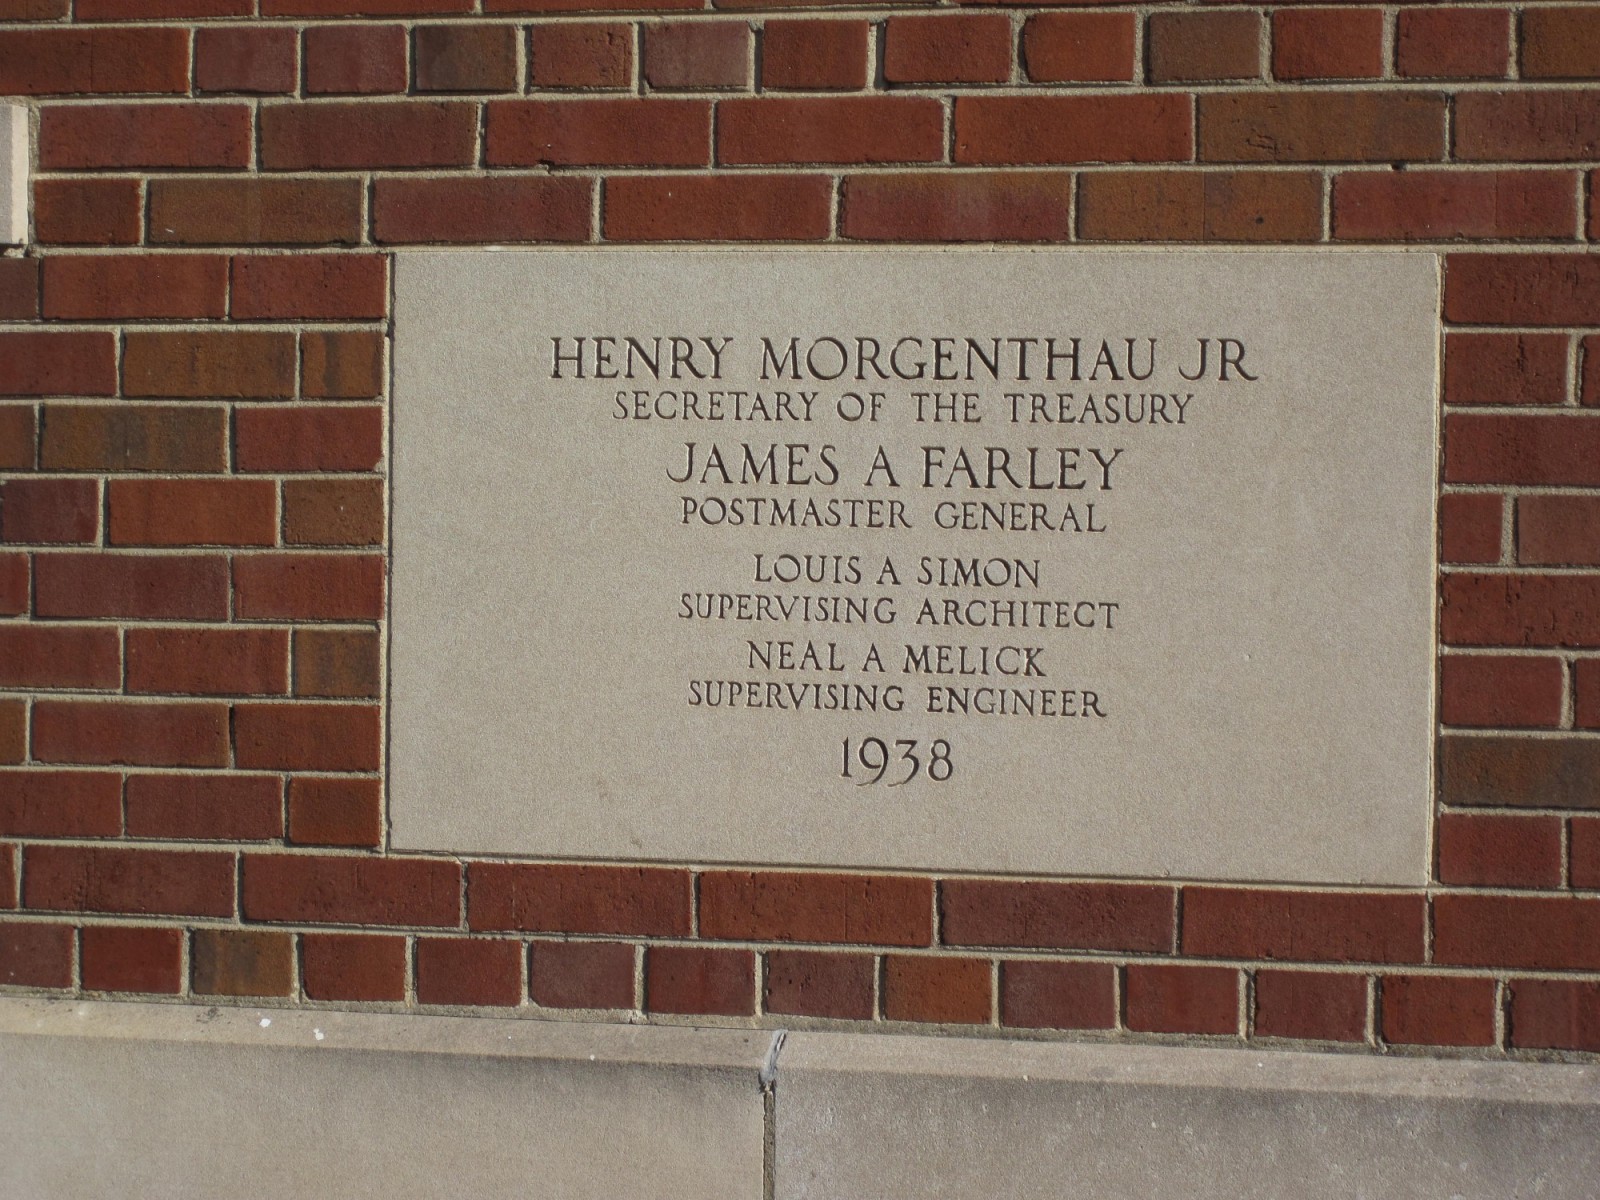 HENRY MORGENTHAU JR
SECRETARY OF THE TREASURY
JAMES A FARLEY
POSTMASTER GENERAL
LOUIS A SIMON
SUPERVISING ARCHITECT
NEAL A MELICK
SUPERVISING ENGINEER
1938